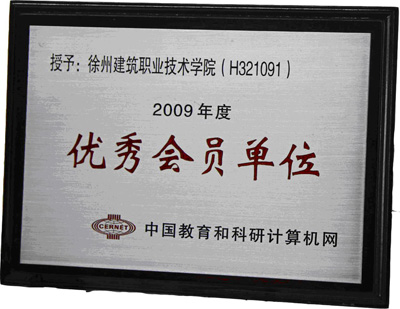 授予：徐州建筑职业技术学院（H321091）
2009年度
优秀会员单位
CERNET
中国教育和科研计算机网